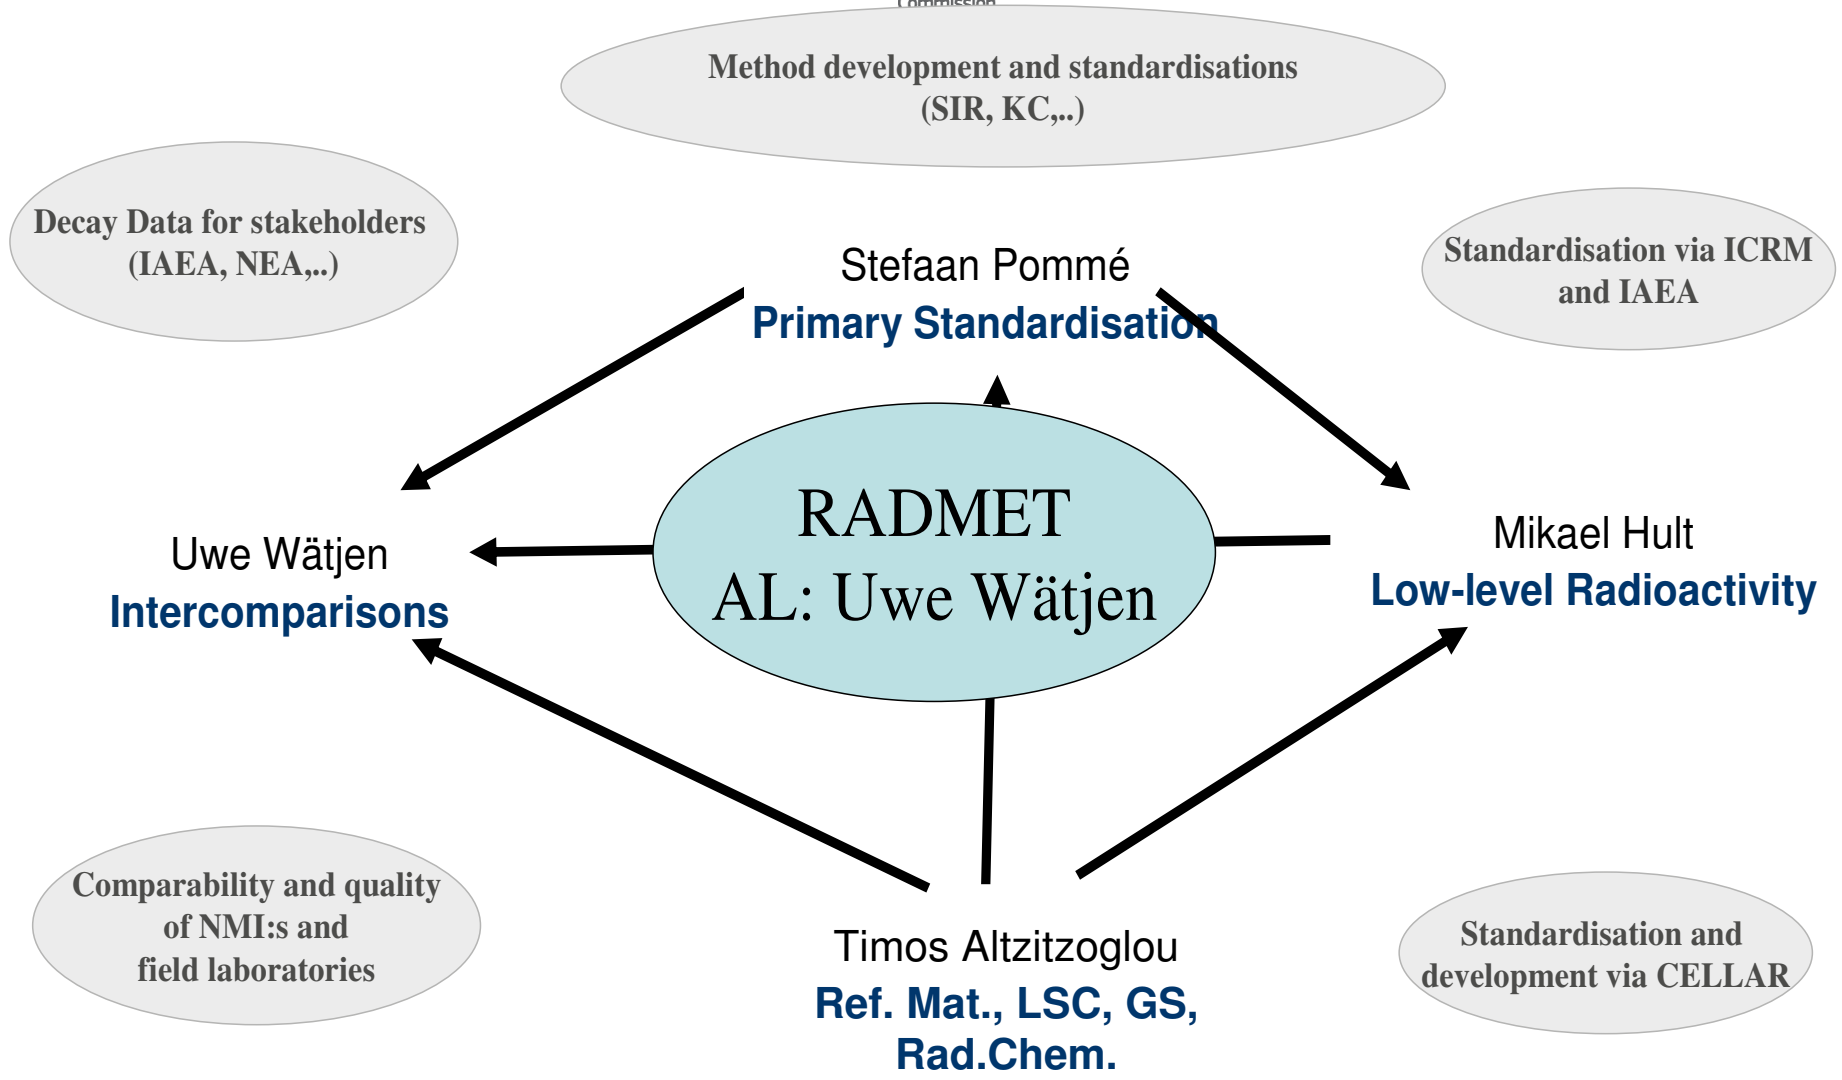 Commission
Method development and standardisations
(SIR, KC,..)
Decay Data for stakeholders
(IAEA, NEA,..)
Standardisation via ICRM
and IAEA
Stefaan Pommé
Primary Standardisation
RADMET
AL: Uwe Wätjen
Uwe Wätjen
Intercomparisons
Mikael Hult
Low-level Radioactivity
Comparability and quality
of NMI:s and
field laboratories
Timos Altzitzoglou
Ref. Mat., LSC, GS,
Rad.Chem.
Standardisation and
development via CELLAR